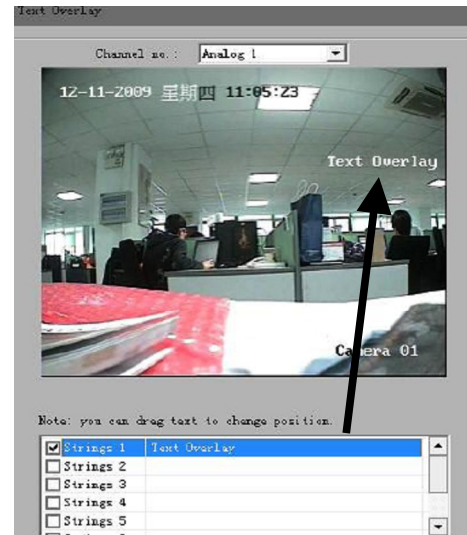 Text Overlay
Channel no.: Analog 1
12-11-2009 星期四 11:05:23
Text Overlay
Camera 01
Note: you can drag text to change position.
Strings 1 Text Overlay
Strings 2
Strings 3
Strings 4
Strings 5